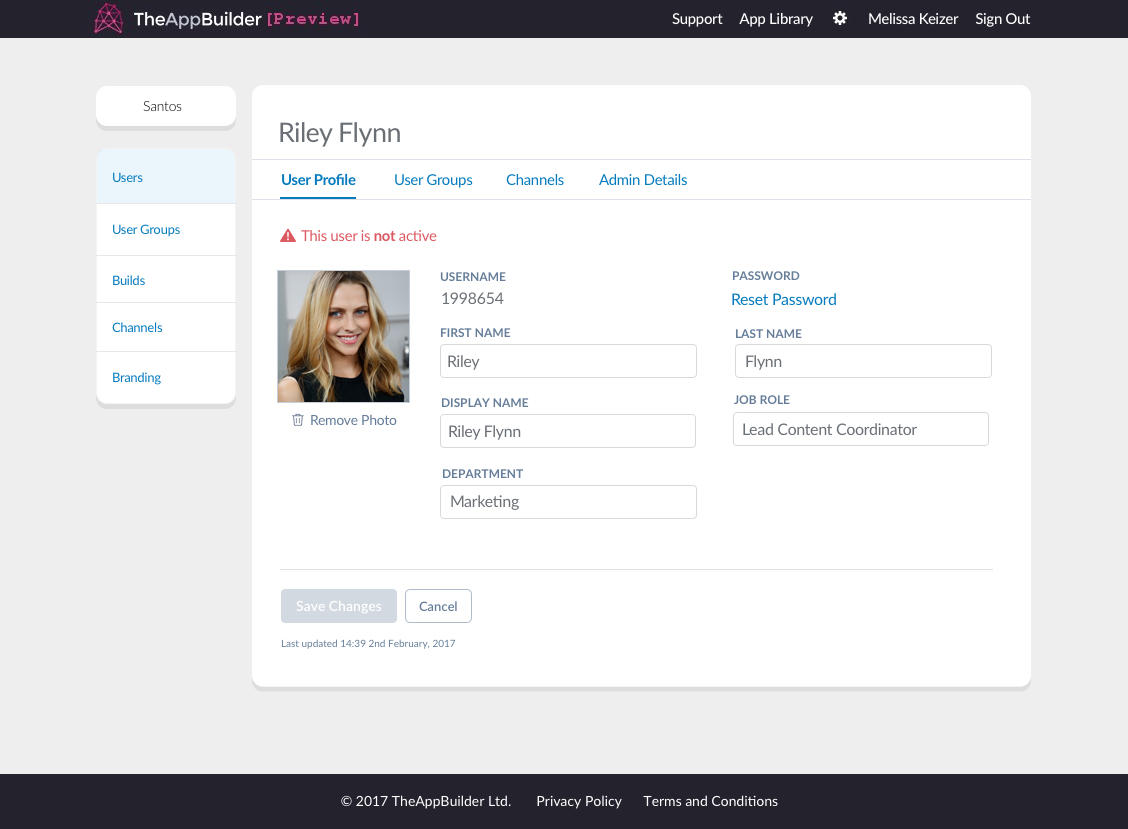 TheAppBuilder [Preview]
Support App Library Melissa Keizer Sign Out
Santos
Users
User Groups
Builds
Channels
Branding
Riley Flynn
User Profile User Groups Channels Admin Details
This user is not active
USERNAME
1998654
PASSWORD
Reset Password
FIRST NAME
Riley
LAST NAME
Flynn
DISPLAY NAME
Riley Flynn
JOB ROLE
Lead Content Coordinator
DEPARTMENT
Marketing
Remove Photo
Save Changes Cancel
Last updated 14:39 2nd February, 2017
© 2017 TheAppBuilder Ltd. Privacy Policy Terms and Conditions